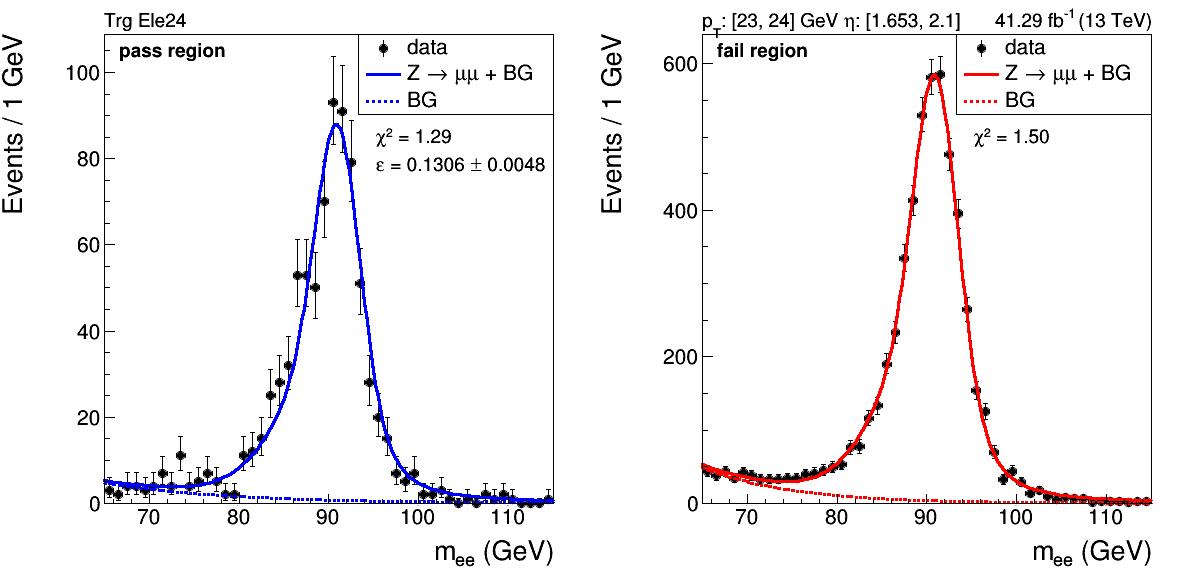 Trg Ele24
pass region
data
Z → μμ + BG
BG
χ² = 1.29
ε = 0.1306 ± 0.0048
Events / 1 GeV
100
80
60
40
20
0
70 80 90 100 110
m_ee (GeV)
p_T: [23, 24] GeV η: [1.653, 2.1] 41.29 fb⁻¹ (13 TeV)
fail region
data
Z → μμ + BG
BG
χ² = 1.50
Events / 1 GeV
600
400
200
0
70 80 90 100 110
m_ee (GeV)